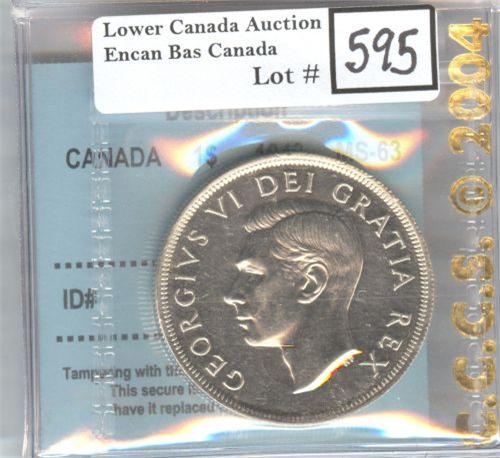 Lower Canada Auction
Encan Bas Canada
Lot # 595
Description
CANADA 1$ MS-63
GEORGIVS VI DEI GRATIA REX
ID#
Tampering with
This secure
have it replaced
I.C.C.S. © 2004